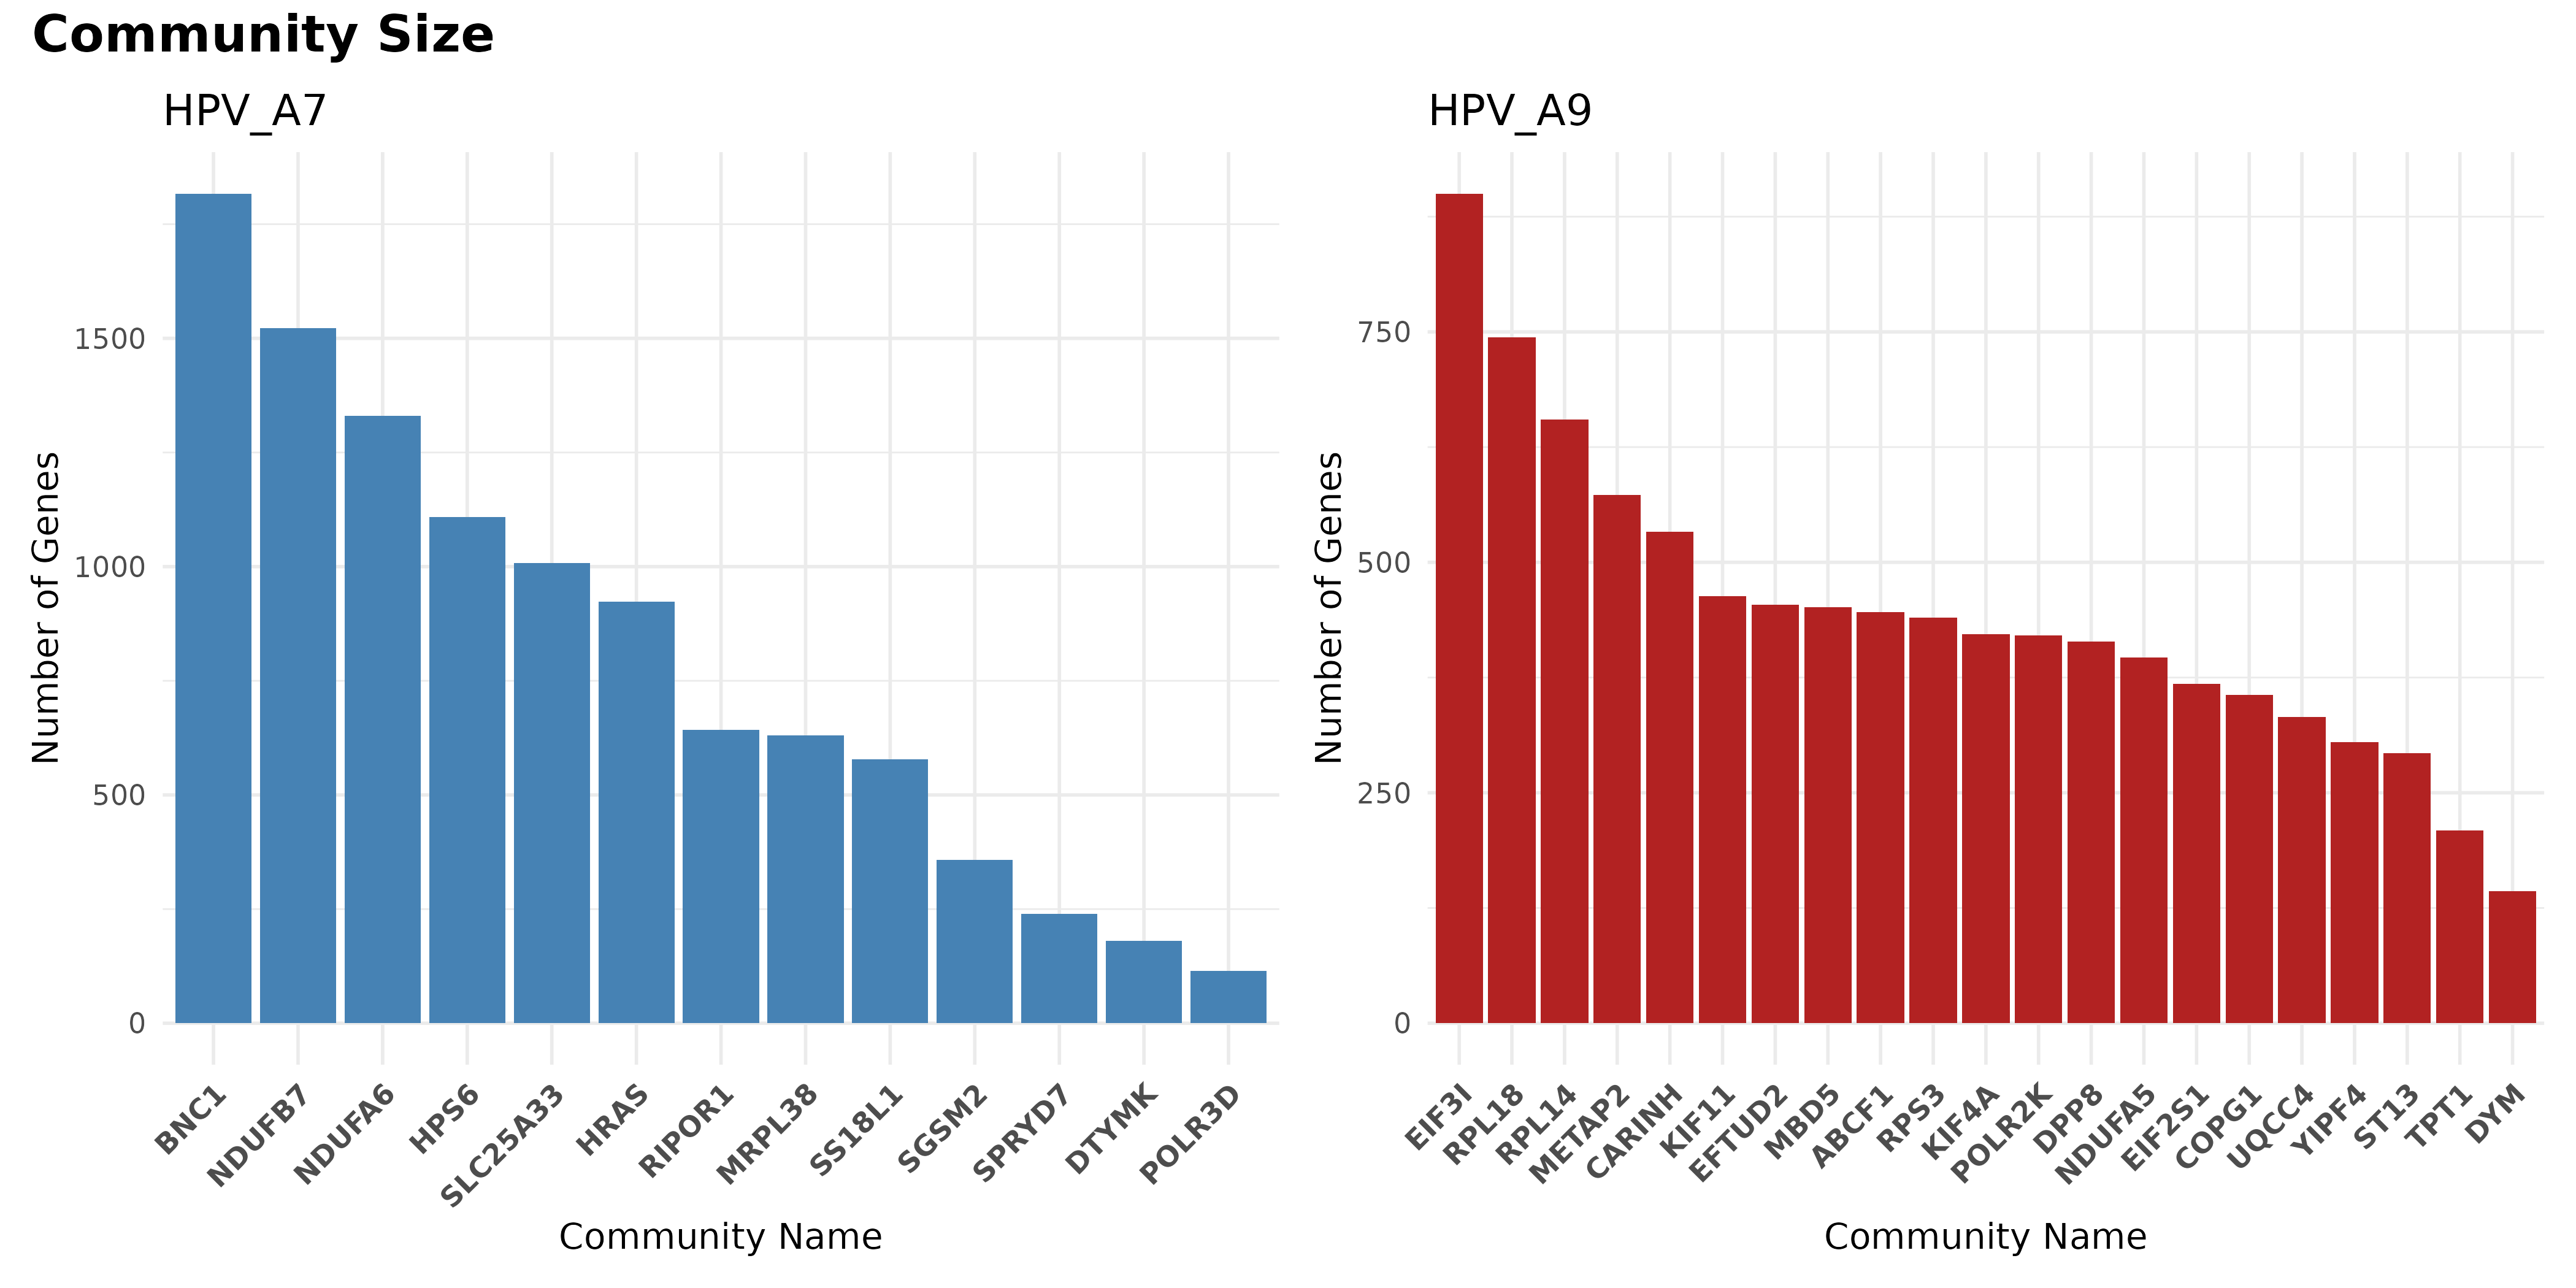 Community Size
HPV_A7
Number of Genes
1500
1000
500
0
BNC1
NDUFB7
NDUFA6
HPS6
SLC25A33
HRAS
RIPOR1
MRPL38
SS18L1
SGSM2
SPRYD7
DTYMK
POLR3D
Community Name
HPV_A9
Number of Genes
750
500
250
0
EIF3I
RPL18
RPL14
METAP2
CARINH
KIF11
EFTUD2
MBD5
ABCF1
RPS3
KIF4A
POLR2K
DPP8
NDUFA5
EIF2S1
COPG1
UQCC4
YIPF4
ST13
TPT1
DYM
Community Name